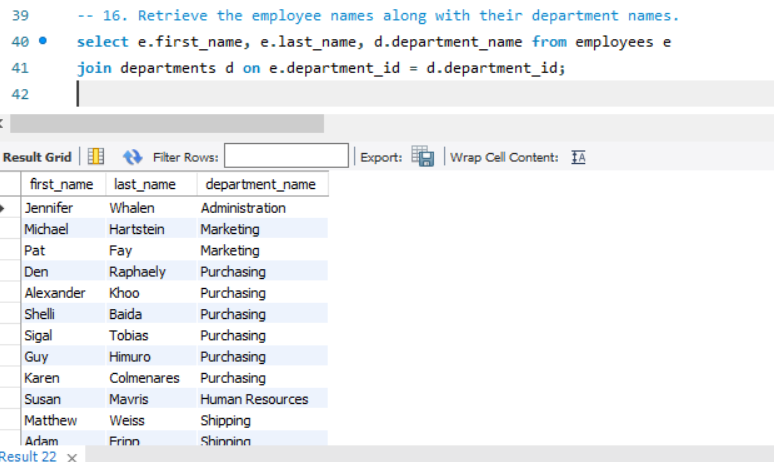 39 -- 16. Retrieve the employee names along with their department names.
40 select e.first_name, e.last_name, d.department_name from employees e
41 join departments d on e.department_id = d.department_id;
42
Result Grid Filter Rows: Export: Wrap Cell Content:
first_name last_name department_name
Jennifer Whalen Administration
Michael Hartstein Marketing
Pat Fay Marketing
Den Raphaely Purchasing
Alexander Khoo Purchasing
Shelli Baida Purchasing
Sigal Tobias Purchasing
Guy Himuro Purchasing
Karen Colmenares Purchasing
Susan Mavris Human Resources
Matthew Weiss Shipping
Adam Fripp Shipping
Result 22